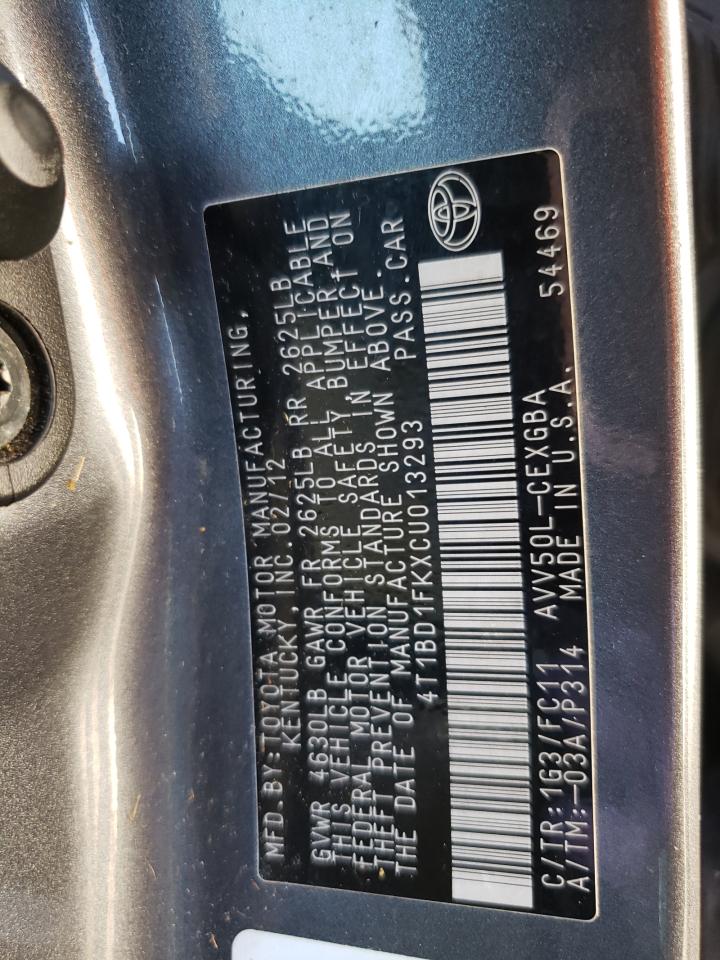 MFD.BY:TOYOTA MOTOR MANUFACTURING,
KENTUCKY, INC.02/12
GVWR 4630LB GAWR FR 2625LB RR 2625LB
THIS VEHICLE CONFORMS TO ALL APPLICABLE
FEDERAL MOTOR VEHICLE SAFETY, BUMPER, AND
THEFT PREVENTION STANDARDS IN EFFECT ON
THE DATE OF MANUFACTURE SHOWN ABOVE.
4T1BD1FKXCU013293 PASS.CAR
C/TR:1G3/FC11 AVV50L-CEXGBA 54469
A/TM:-03A/P314 MADE IN U.S.A.